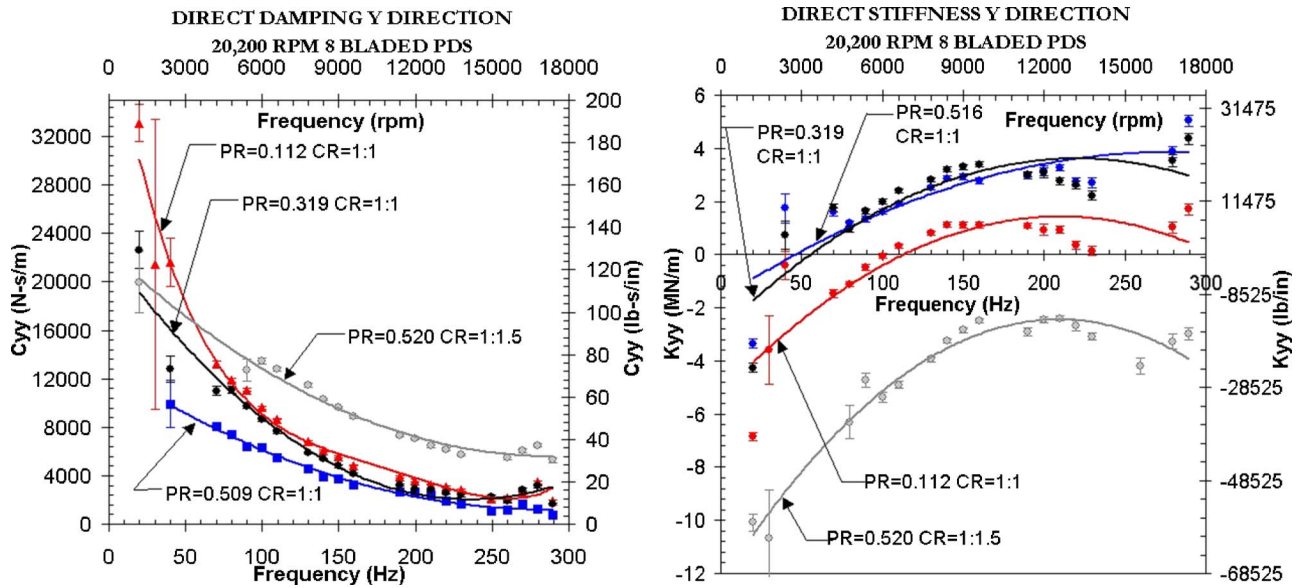 DIRECT DAMPING Y DIRECTION
20,200 RPM 8 BLADED PDS
0 3000 6000 9000 12000 15000 18000
Frequency (rpm)
PR=0.112 CR=1:1
PR=0.319 CR=1:1
PR=0.520 CR=1:1.5
PR=0.509 CR=1:1
Cyy (N-s/m)
32000
28000
24000
20000
16000
12000
8000
4000
0
Cyy (lb-s/in)
200
180
160
140
120
100
80
60
40
20
0
0 50 100 150 200 250 300
Frequency (Hz)
DIRECT STIFFNESS Y DIRECTION
20,200 RPM 8 BLADED PDS
0 3000 6000 9000 12000 15000 18000
PR=0.516
CR=1:1
Frequency (rpm)
PR=0.319
CR=1:1
Kyy (MN/m)
6
4
2
0
-2
-4
-6
-8
-10
-12
0 50 100 150 200 250 300
Frequency (Hz)
PR=0.112 CR=1:1
PR=0.520 CR=1:1.5
Kyy (lb/in)
31475
11475
-8525
-28525
-48525
-68525